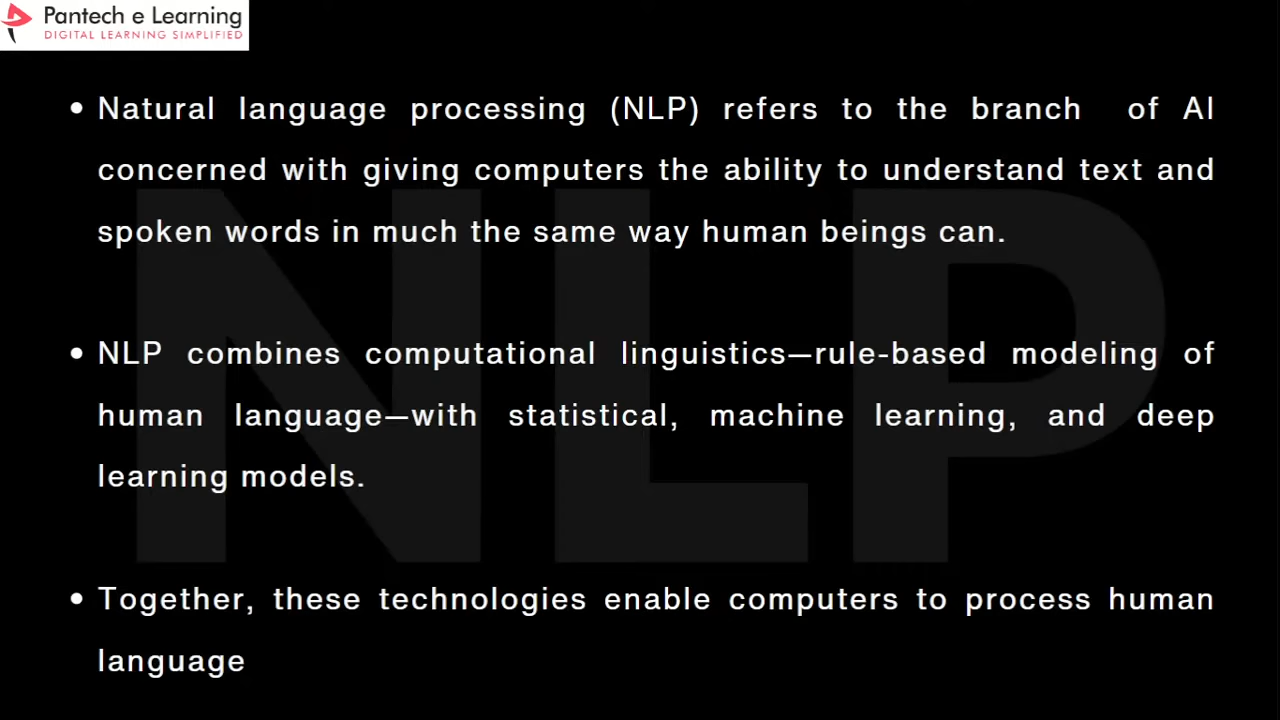 Pantech e Learning
DIGITAL LEARNING SIMPLIFIED
• Natural language processing (NLP) refers to the branch of AI
concerned with giving computers the ability to understand text and
spoken words in much the same way human beings can.
• NLP combines computational linguistics—rule-based modeling of
human language—with statistical, machine learning, and deep
learning models.
• Together, these technologies enable computers to process human
language
NLP